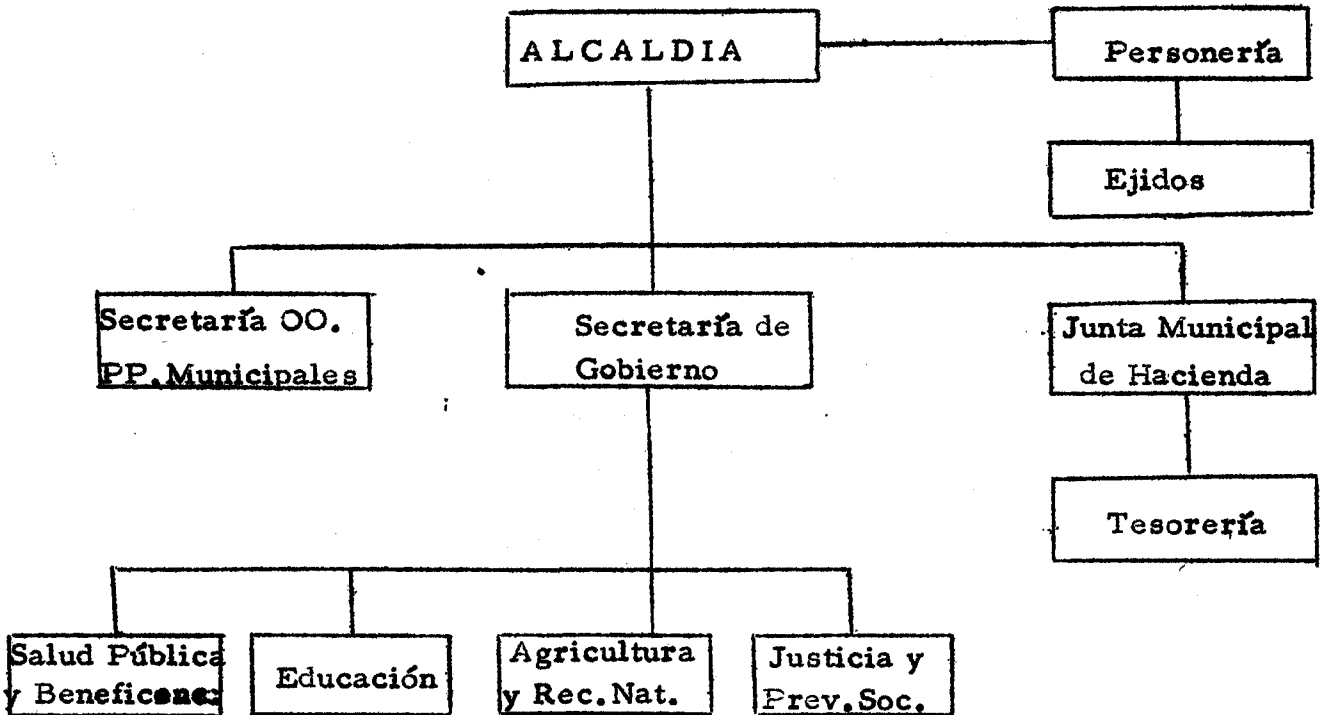 ALCALDIA
Personería
Ejidos
Secretaría OO.
PP. Municipales
Secretaría de
Gobierno
Junta Municipal
de Hacienda
Tesorería
Salud Pública
y
Educación
Agricultura
y Rec. Nat.
Justicia y
Prev. Soc.